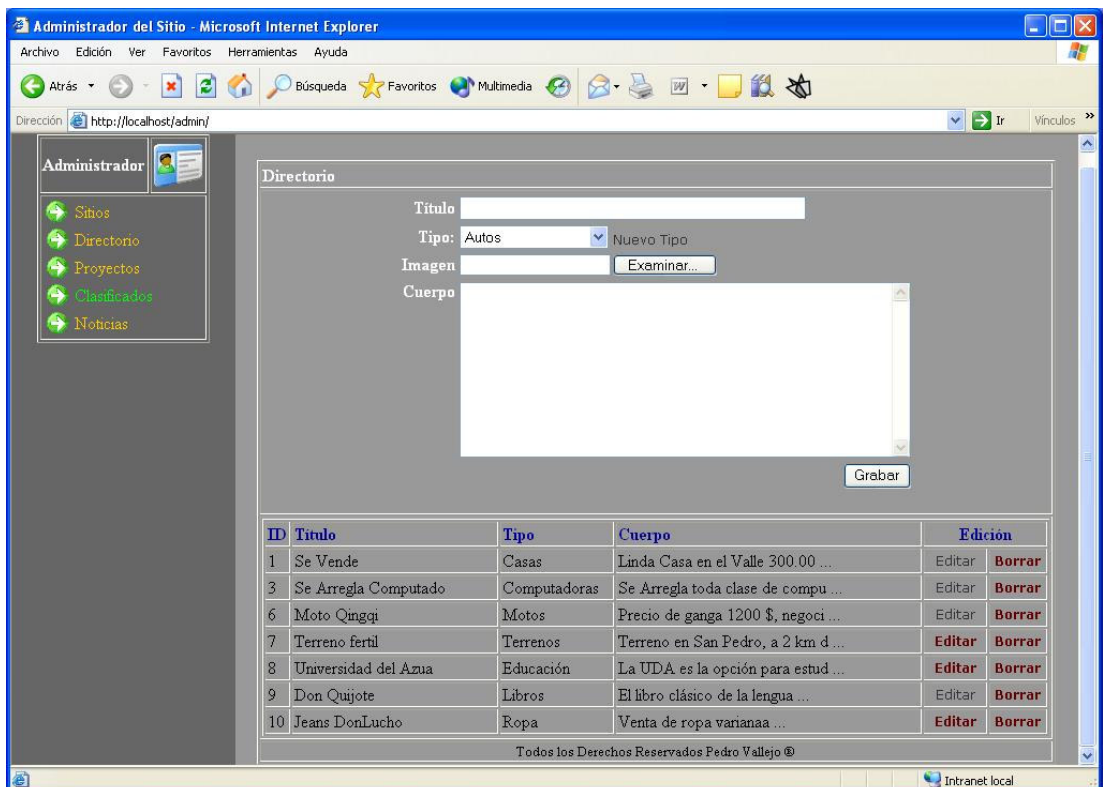 Administrador del Sitio - Microsoft Internet Explorer
Archivo Edición Ver Favoritos Herramientas Ayuda
Atrás Búsqueda Favoritos Multimedia
Dirección http://localhost/admin/ Ir Vínculos »
Administrador
Sitios
Directorio
Proyectos
Clasificados
Noticias
Directorio
Título
Tipo: Autos Nuevo Tipo
Imagen Examinar...
Cuerpo
Grabar
ID Título Tipo Cuerpo Edición
1 Se Vende Casas Linda Casa en el Valle 300.00 ... Editar Borrar
3 Se Arregla Computado Computadoras Se Arregla toda clase de compu ... Editar Borrar
6 Moto Qingqi Motos Precio de ganga 1200 $, negoci ... Editar Borrar
7 Terreno fertil Terrenos Terreno en San Pedro, a 2 km d ... Editar Borrar
8 Universidad del Azua Educación La UDA es la opción para estud ... Editar Borrar
9 Don Quijote Libros El libro clásico de la lengua ... Editar Borrar
10 Jeans DonLucho Ropa Venta de ropa varianaa ... Editar Borrar
Todos los Derechos Reservados Pedro Vallejo ®
Intranet local